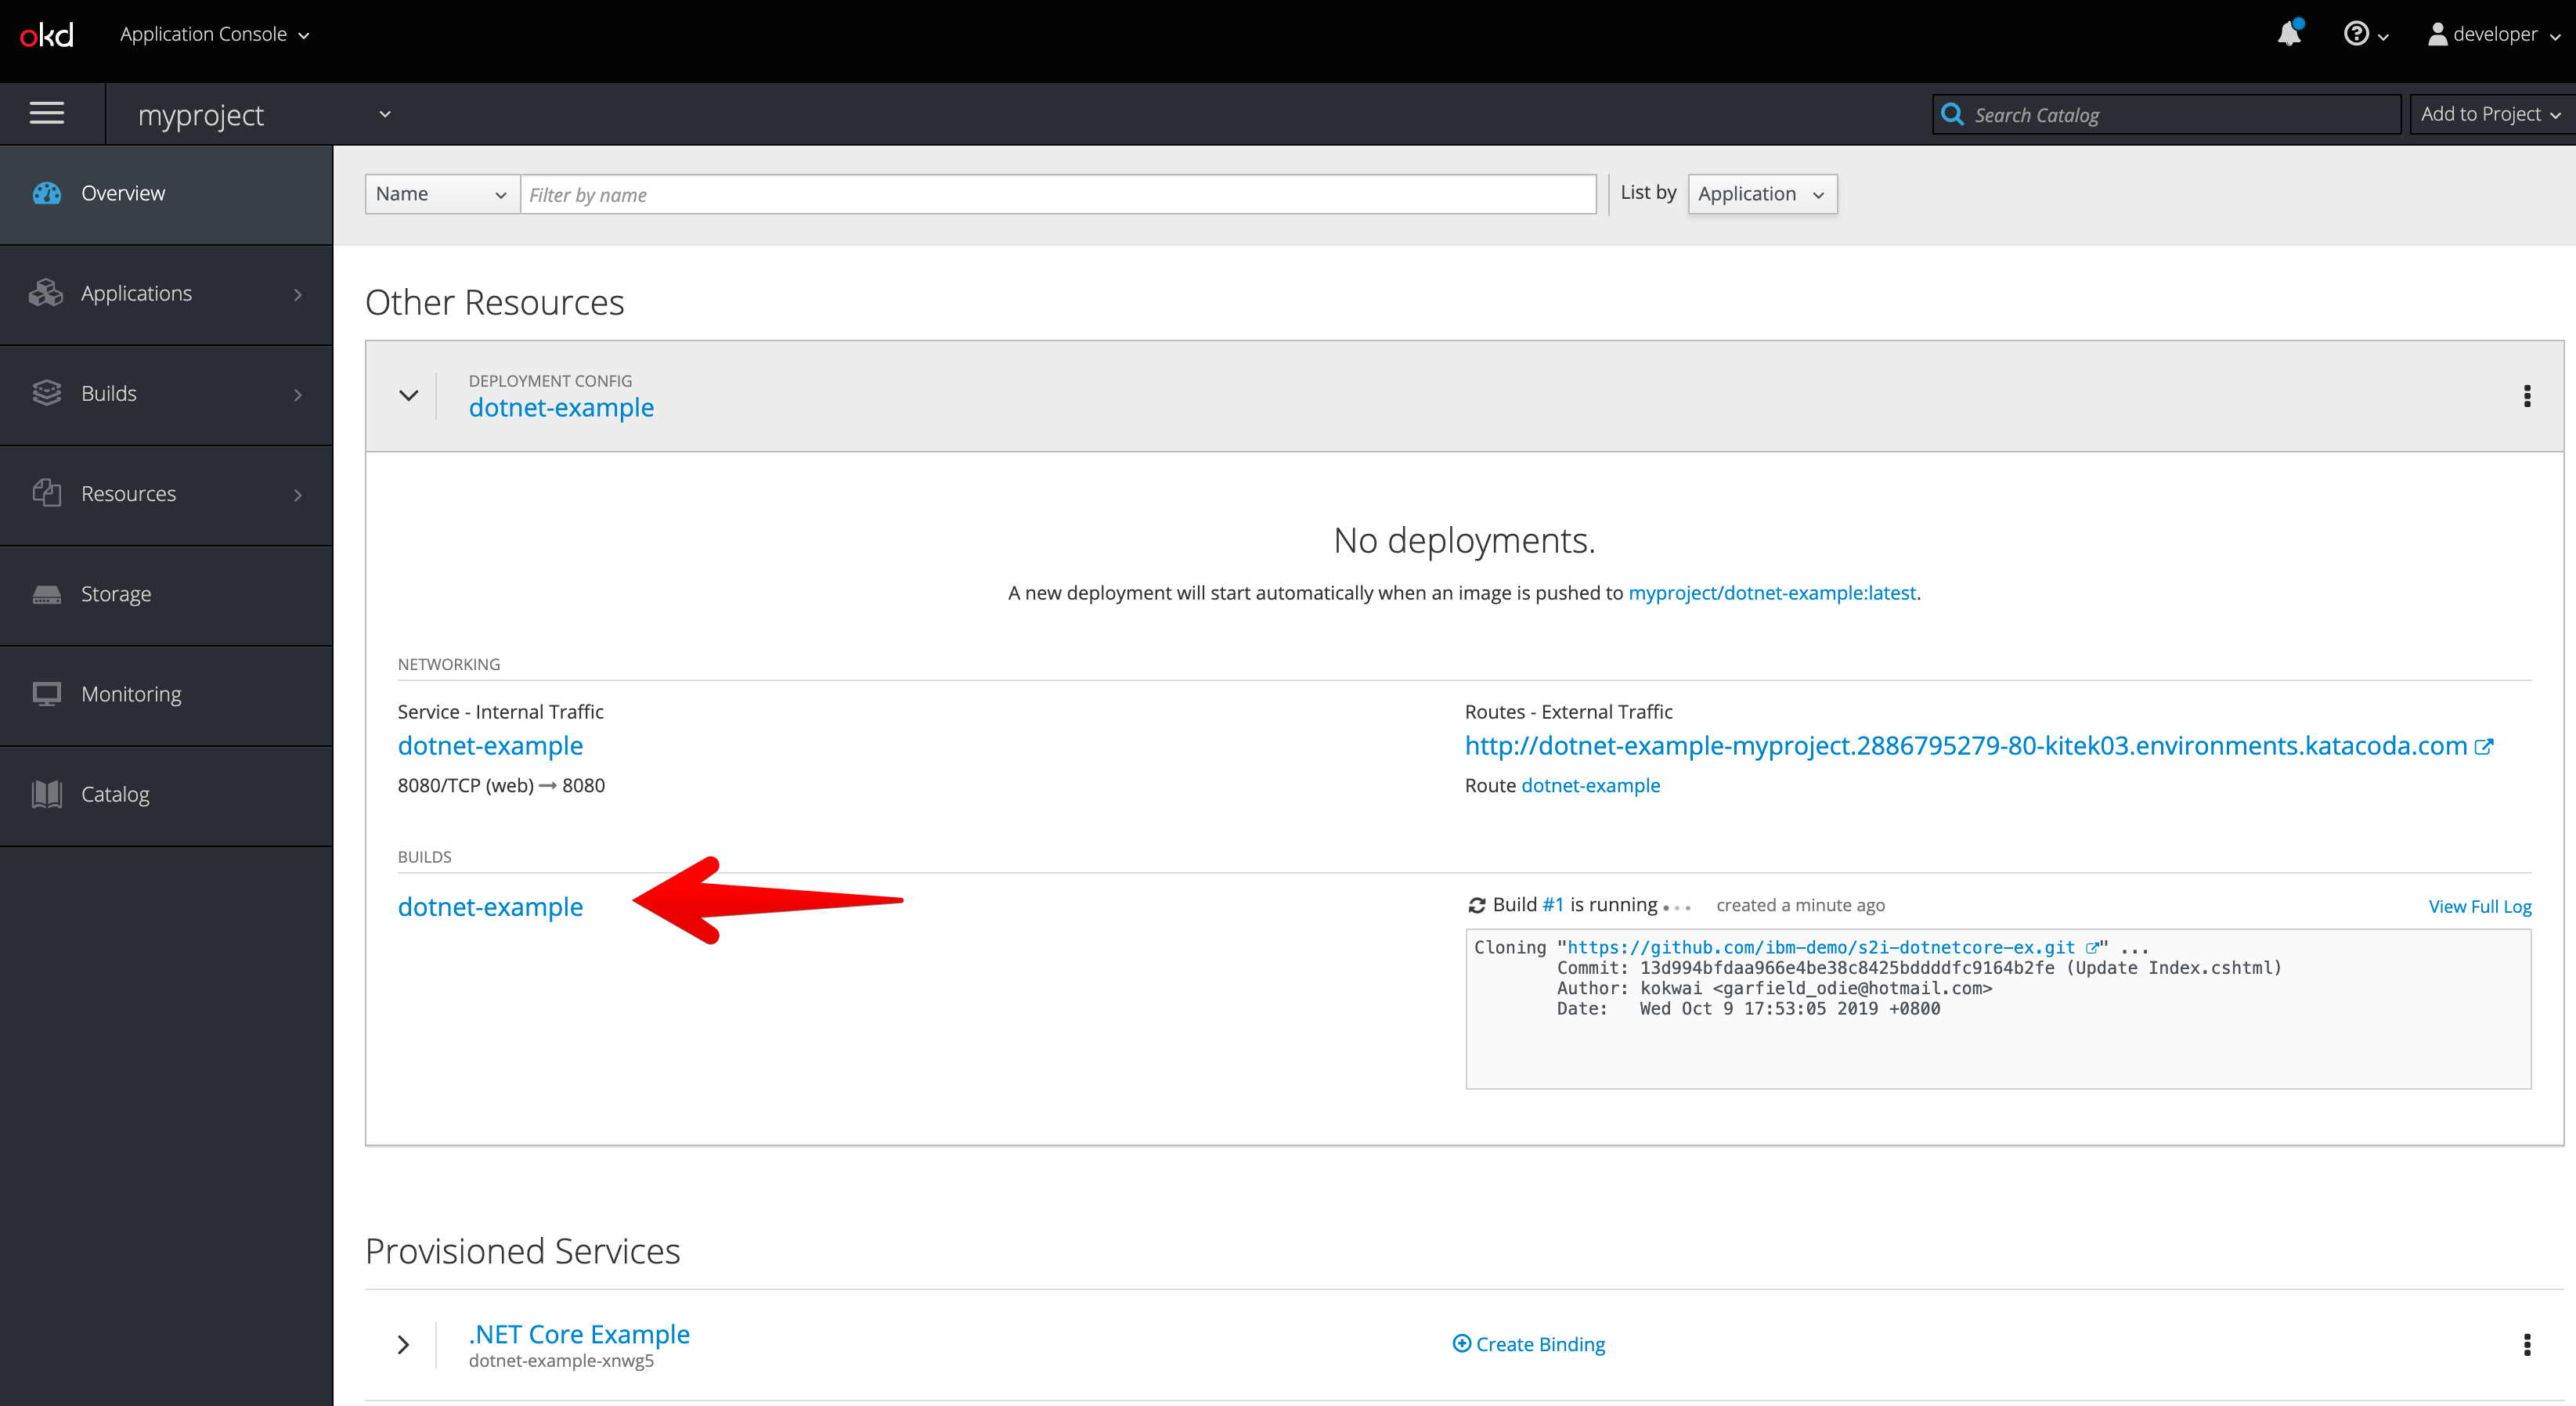 okd Application Console developer
myproject Search Catalog Add to Project
Overview
Applications
Builds
Resources
Storage
Monitoring
Catalog
Name Filter by name List by Application
Other Resources
DEPLOYMENT CONFIG
dotnet-example
No deployments.
A new deployment will start automatically when an image is pushed to myproject/dotnet-example:latest.
NETWORKING
Service - Internal Traffic
dotnet-example
8080/TCP (web) → 8080
Routes - External Traffic
http://dotnet-example-myproject.2886795279-80-kitek03.environments.katacoda.com
Route dotnet-example
BUILDS
dotnet-example
Build #1 is running created a minute ago View Full Log
Cloning "https://github.com/ibm-demo/s2i-dotnetcore-ex.git" ...
Commit: 13d994bfdaa966e4be38c8425bddddfc9164b2fe (Update Index.cshtml)
Author: kokwai <garfield_odie@hotmail.com>
Date: Wed Oct 9 17:53:05 2019 +0800
Provisioned Services
.NET Core Example
dotnet-example-xnwg5
Create Binding